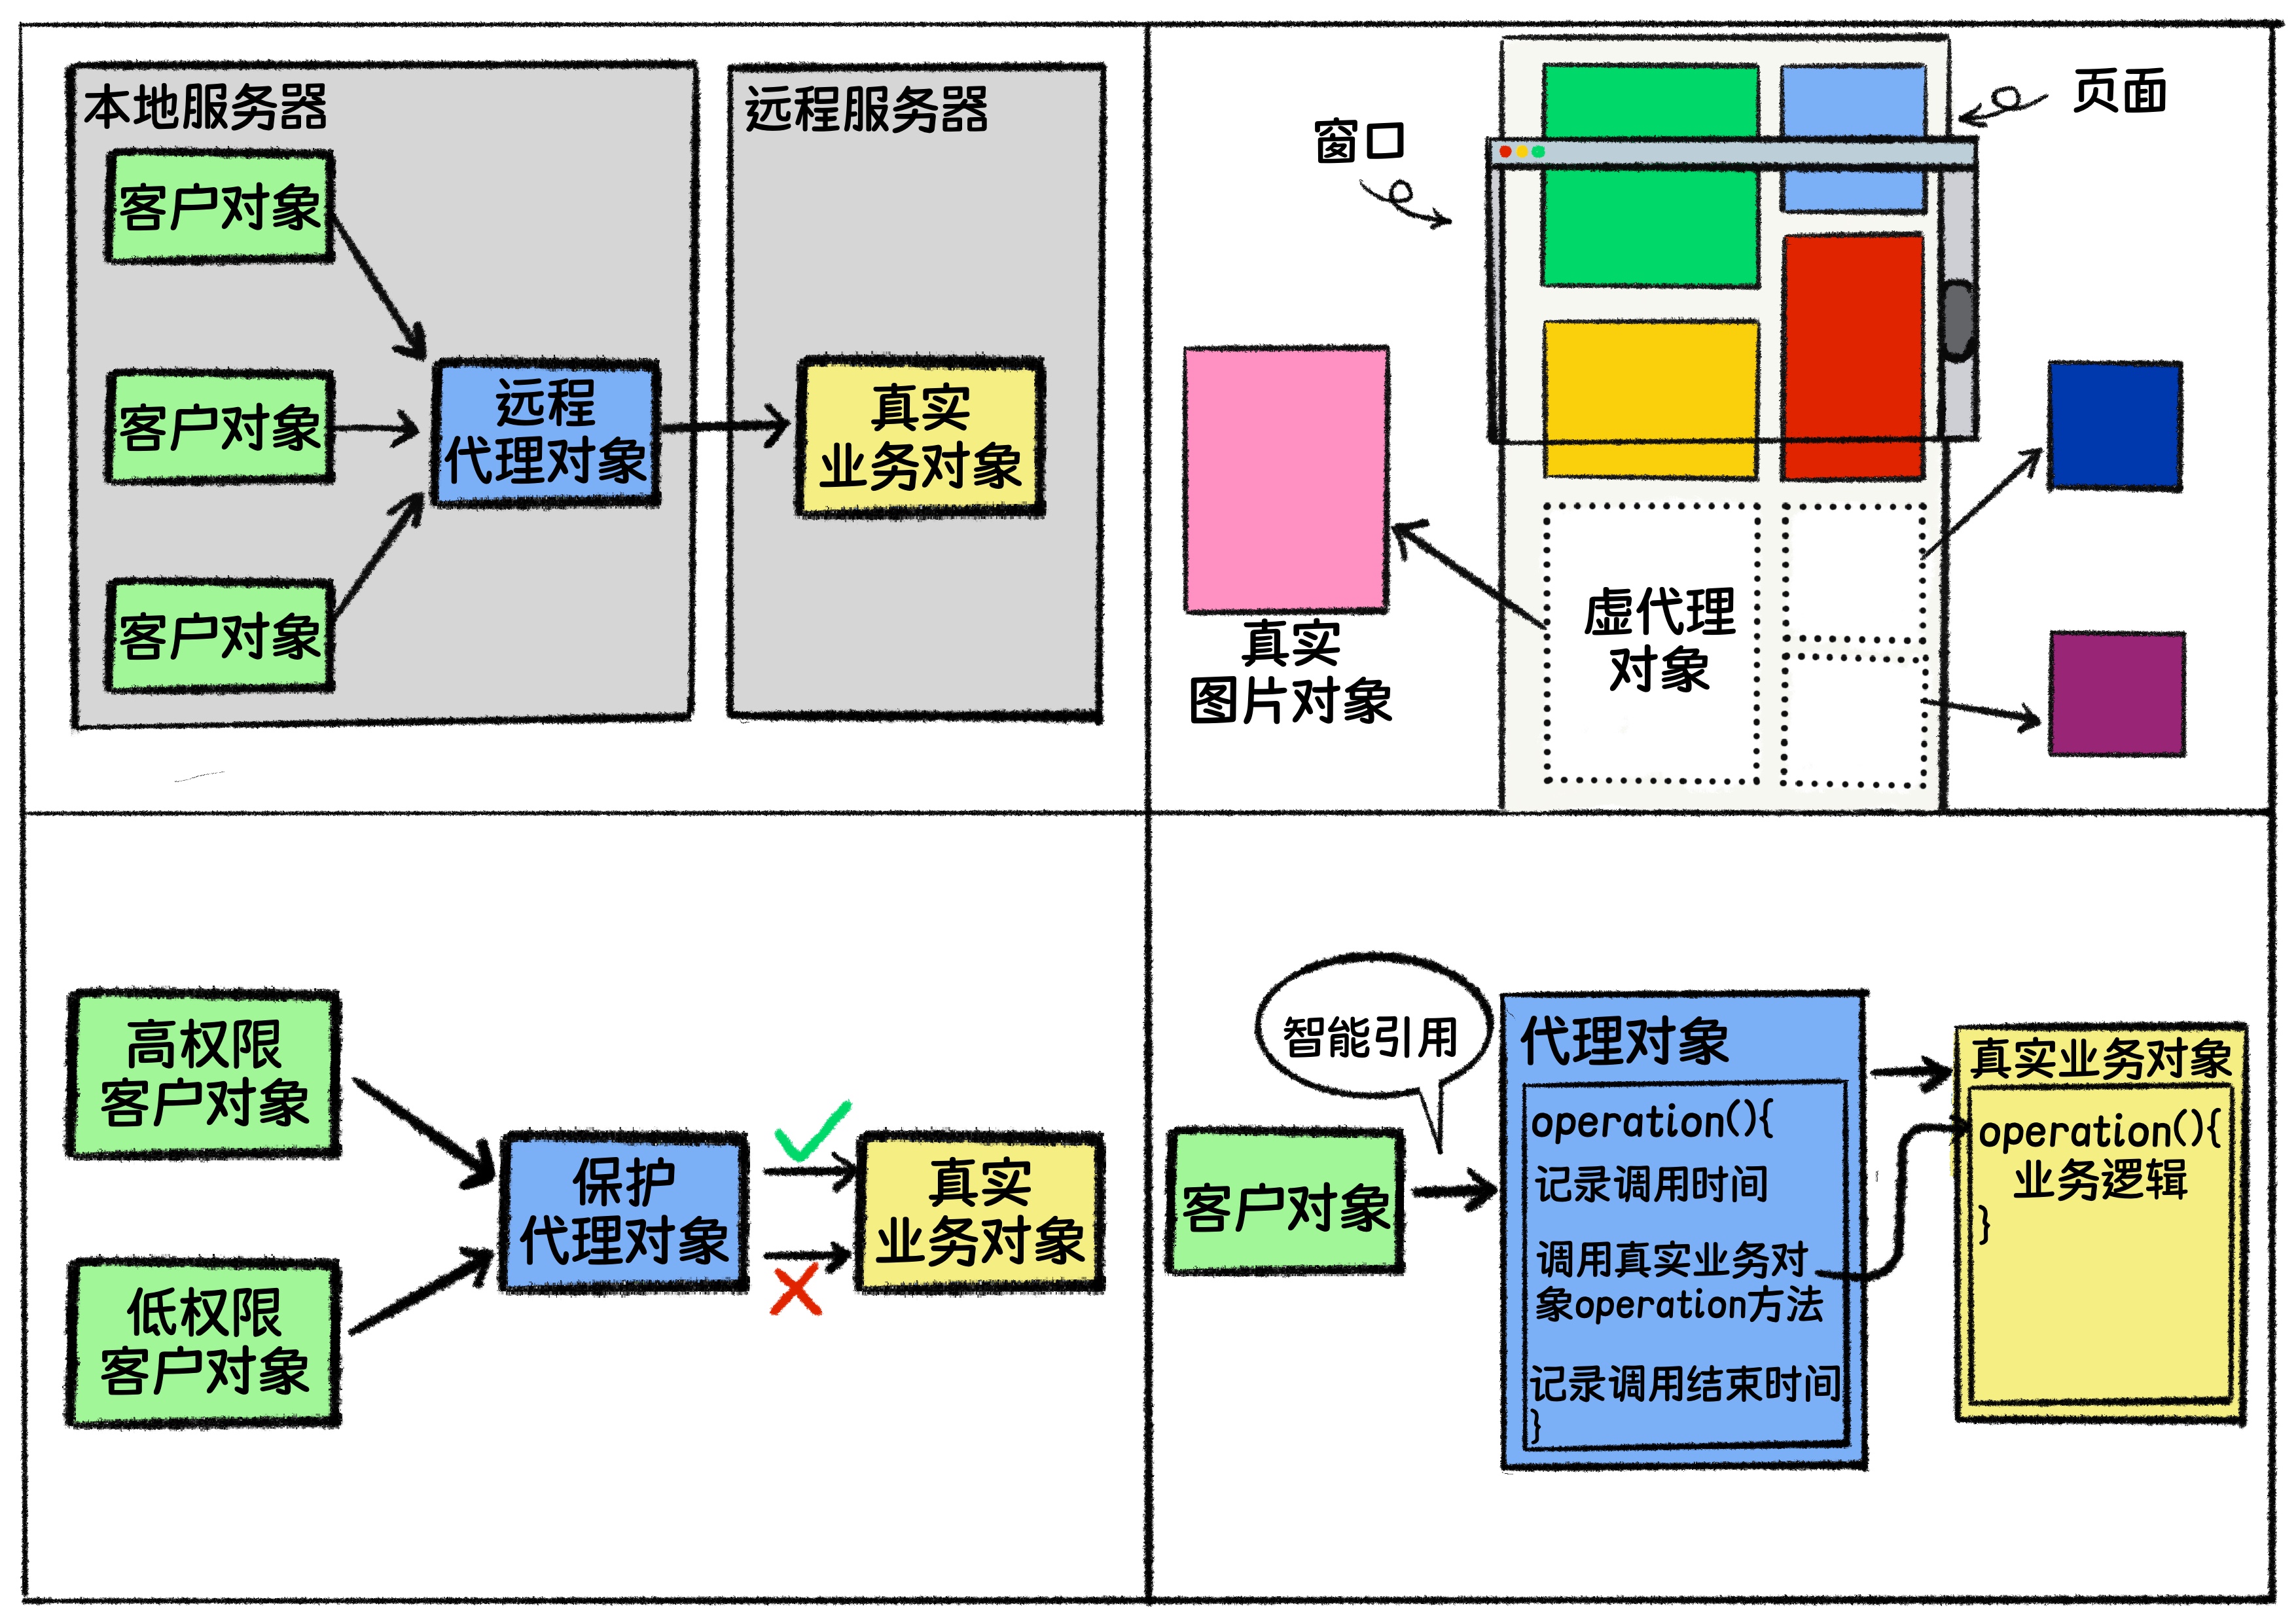 本地服务器
客户对象
客户对象
客户对象
远程
代理对象
远程服务器
真实
业务对象
窗口
页面
真实
图片对象
虚代理
对象
高权限
客户对象
低权限
客户对象
保护
代理对象
真实
业务对象
智能引用
客户对象
代理对象
operation(){
记录调用时间
调用真实业务对
象operation方法
记录调用结束时间
}
真实业务对象
operation(){
业务逻辑
}